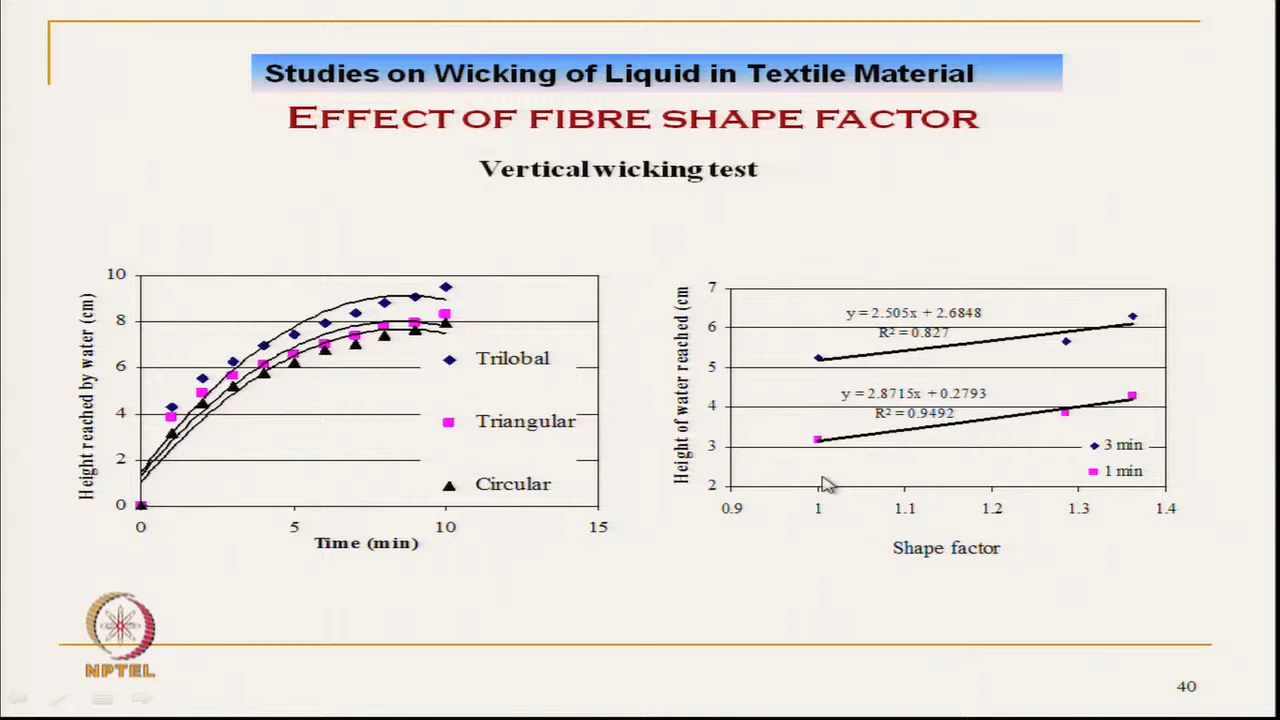 Studies on Wicking of Liquid in Textile Material
EFFECT OF FIBRE SHAPE FACTOR
Vertical wicking test
Height reached by water (cm)
10
8
6
4
2
0
0
5
10
15
Time (min)
Trilobal
Triangular
Circular
Height of water reached (cm
7
6
5
4
3
2
0.9
1
1.1
1.2
1.3
1.4
Shape factor
y = 2.505x + 2.6848
R² = 0.827
y = 2.8715x + 0.2793
R² = 0.9492
3 min
1 min
NPTEL
40